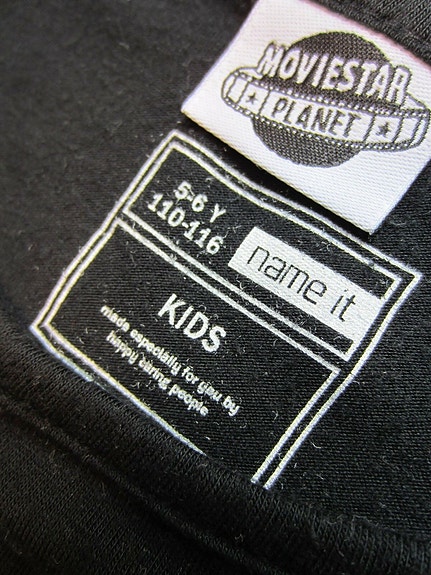 MOVIESTAR
PLANET
5-6 Y
110-116
name it
KIDS
made especially for you by
happy caring people